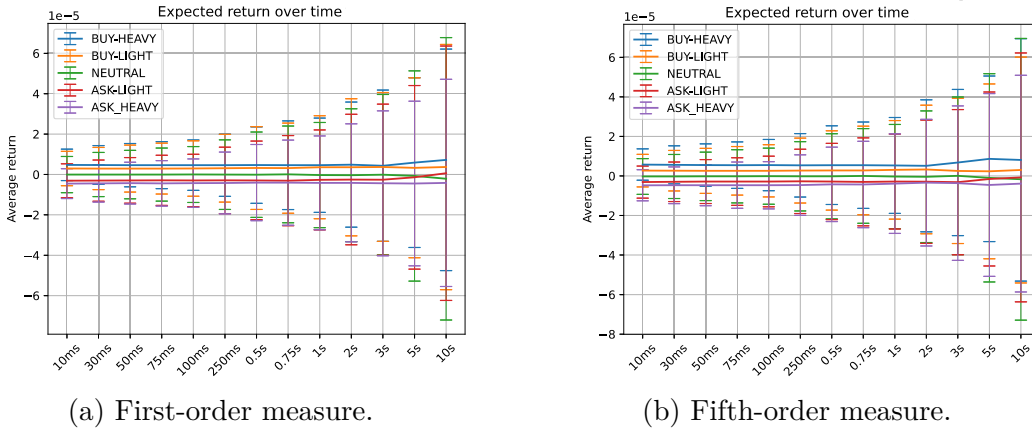 Expected return over time
1e−5
BUY-HEAVY
BUY-LIGHT
NEUTRAL
ASK-LIGHT
ASK_HEAVY
Average return
6
4
2
0
−2
−4
−6
10ms 30ms 50ms 75ms 100ms 250ms 0.5s 0.75s 1s 2s 3s 5s 10s
(a) First-order measure.
Expected return over time
1e−5
BUY-HEAVY
BUY-LIGHT
NEUTRAL
ASK-LIGHT
ASK_HEAVY
Average return
6
4
2
0
−2
−4
−6
−8
10ms 30ms 50ms 75ms 100ms 250ms 0.5s 0.75s 1s 2s 3s 5s 10s
(b) Fifth-order measure.